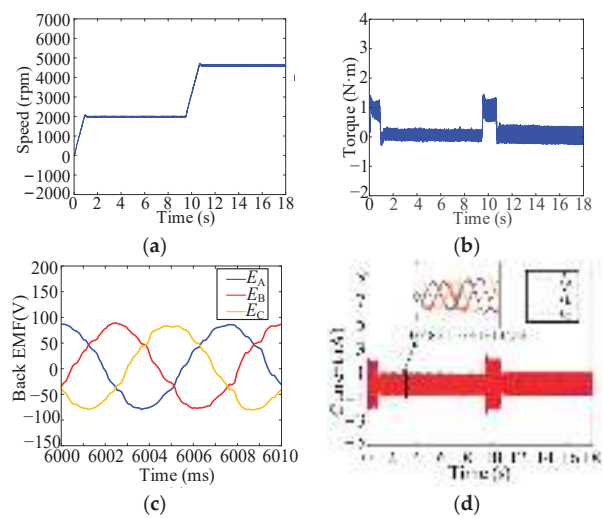 7000
6000
5000
4000
3000
2000
1000
0
−1000
−2000
Speed (rpm)
0 2 4 6 8 10 12 14 16 18
Time (s)
(a)
4
3
2
1
0
−1
−2
Torque (N·m)
0 2 4 6 8 10 12 14 16 18
Time (s)
(b)
200
150
100
50
0
−50
−100
−150
Back EMF(V)
E_A
E_B
E_C
6000 6002 6004 6006 6008 6010
Time (ms)
(c)
Time (s)
(d)